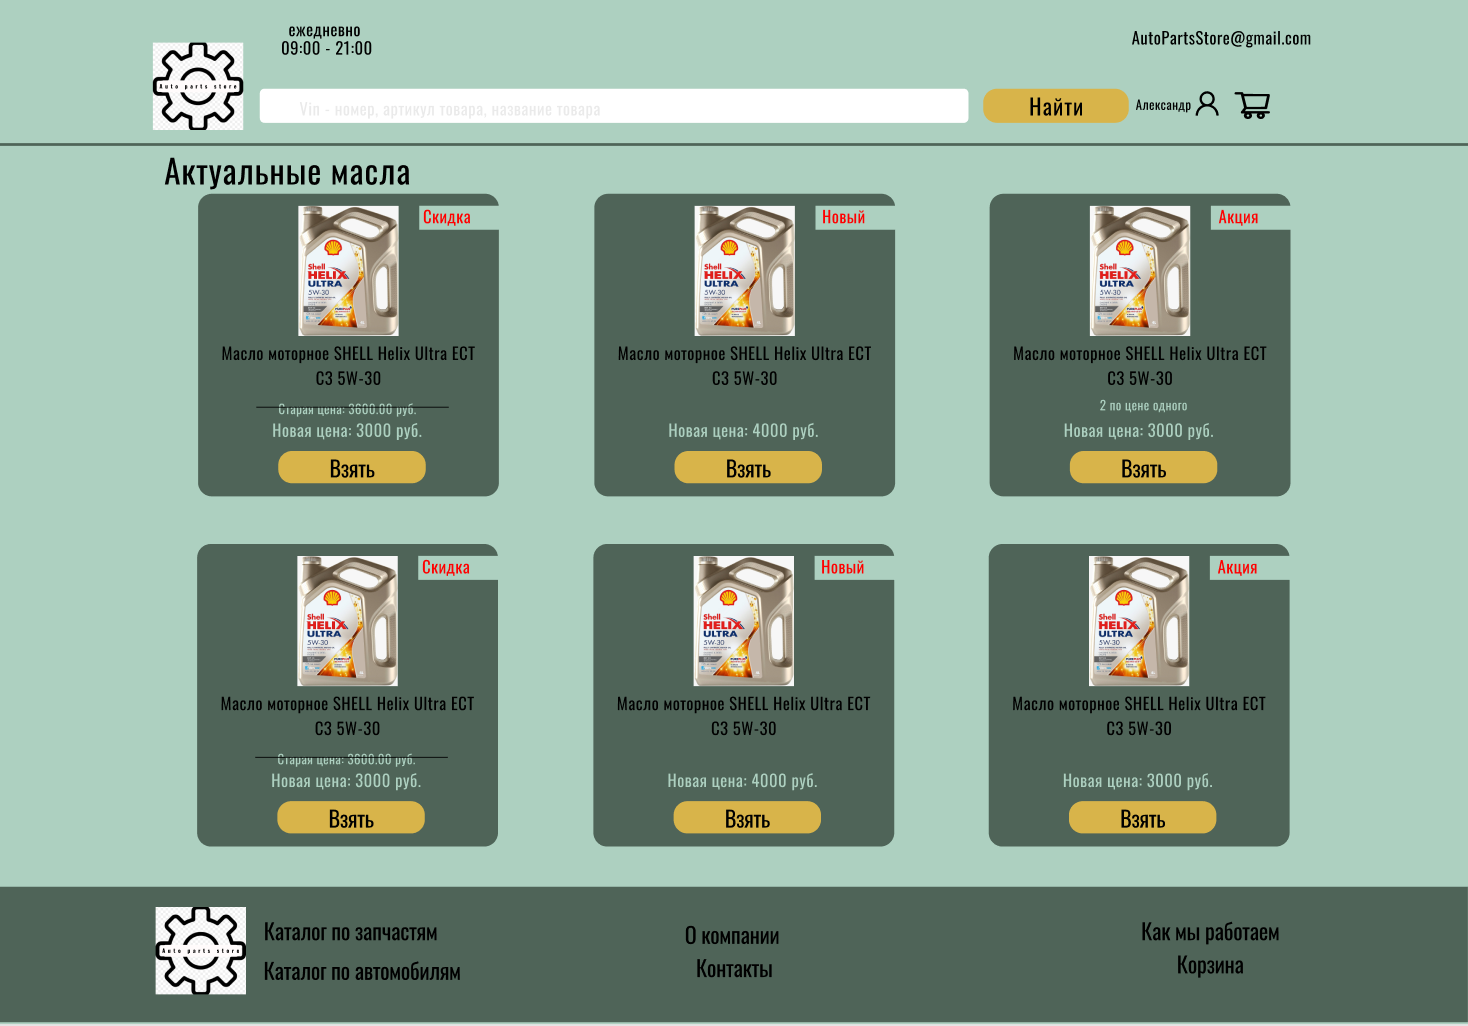 ежедневно
09:00 - 21:00
AutoPartsStore@gmail.com
Auto parts store
Vin - номер, артикул товара, название товара
Найти
Александр
Актуальные масла
Скидка
Shell
HELIX
ULTRA
5W-30
Масло моторное SHELL Helix Ultra ECT
C3 5W-30
Старая цена: 3600.00 руб.
Новая цена: 3000 руб.
Взять
Новый
Shell
HELIX
ULTRA
5W-30
Масло моторное SHELL Helix Ultra ECT
C3 5W-30
Новая цена: 4000 руб.
Взять
Акция
Shell
HELIX
ULTRA
5W-30
Масло моторное SHELL Helix Ultra ECT
C3 5W-30
2 по цене одного
Новая цена: 3000 руб.
Взять
Скидка
Shell
HELIX
ULTRA
5W-30
Масло моторное SHELL Helix Ultra ECT
C3 5W-30
Старая цена: 3600.00 руб.
Новая цена: 3000 руб.
Взять
Новый
Shell
HELIX
ULTRA
5W-30
Масло моторное SHELL Helix Ultra ECT
C3 5W-30
Новая цена: 4000 руб.
Взять
Акция
Shell
HELIX
ULTRA
5W-30
Масло моторное SHELL Helix Ultra ECT
C3 5W-30
Новая цена: 3000 руб.
Взять
Auto parts store
Каталог по запчастям
Каталог по автомобилям
О компании
Контакты
Как мы работаем
Корзина